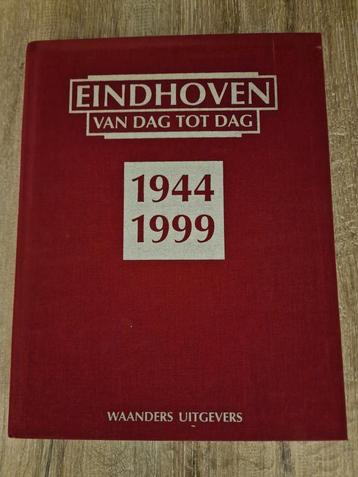 EINDHOVEN
VAN DAG TOT DAG
1944
1999
WAANDERS UITGEVERS